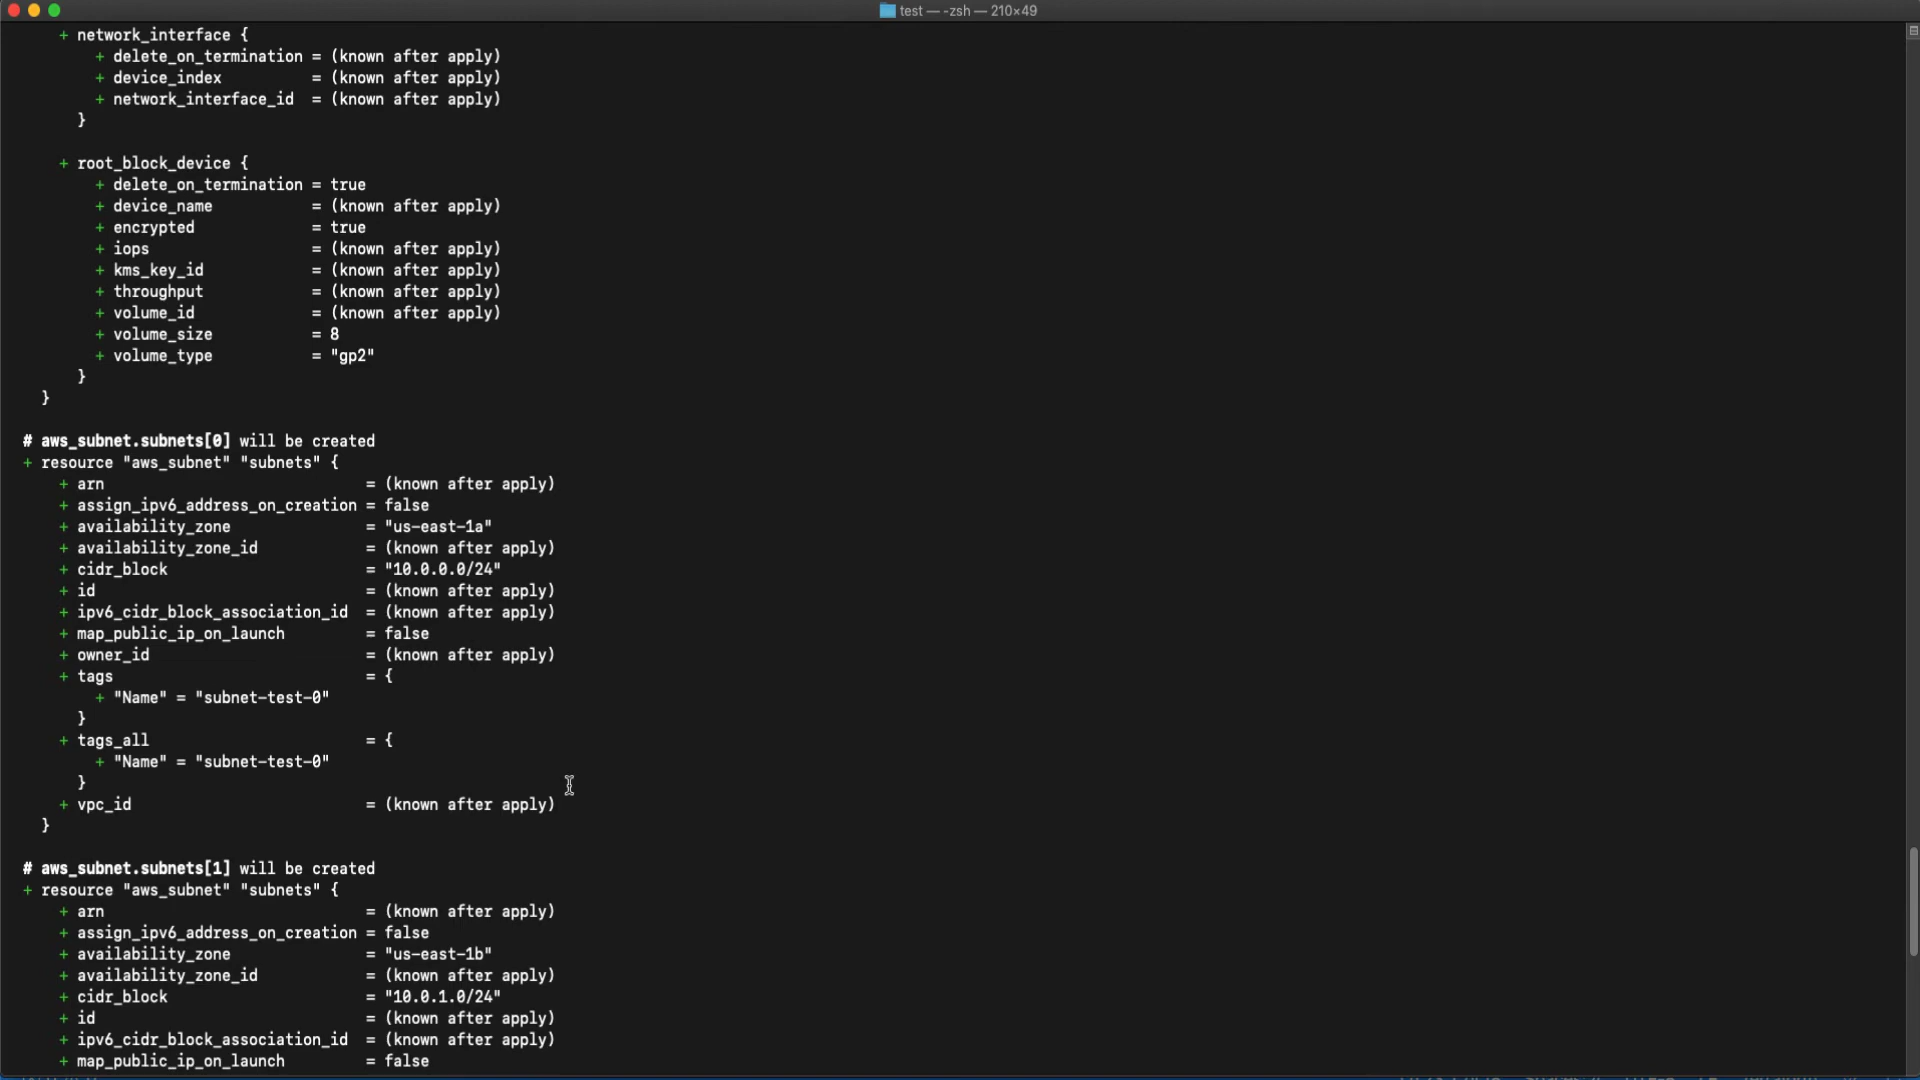 test — -zsh — 210×49
+ network_interface {
+ delete_on_termination = (known after apply)
+ device_index = (known after apply)
+ network_interface_id = (known after apply)
}
+ root_block_device {
+ delete_on_termination = true
+ device_name = (known after apply)
+ encrypted = true
+ iops = (known after apply)
+ kms_key_id = (known after apply)
+ throughput = (known after apply)
+ volume_id = (known after apply)
+ volume_size = 8
+ volume_type = "gp2"
}
}
# aws_subnet.subnets[0] will be created
+ resource "aws_subnet" "subnets" {
+ arn = (known after apply)
+ assign_ipv6_address_on_creation = false
+ availability_zone = "us-east-1a"
+ availability_zone_id = (known after apply)
+ cidr_block = "10.0.0.0/24"
+ id = (known after apply)
+ ipv6_cidr_block_association_id = (known after apply)
+ map_public_ip_on_launch = false
+ owner_id = (known after apply)
+ tags = {
+ "Name" = "subnet-test-0"
}
+ tags_all = {
+ "Name" = "subnet-test-0"
}
+ vpc_id = (known after apply)
}
# aws_subnet.subnets[1] will be created
+ resource "aws_subnet" "subnets" {
+ arn = (known after apply)
+ assign_ipv6_address_on_creation = false
+ availability_zone = "us-east-1b"
+ availability_zone_id = (known after apply)
+ cidr_block = "10.0.1.0/24"
+ id = (known after apply)
+ ipv6_cidr_block_association_id = (known after apply)
+ map_public_ip_on_launch = false